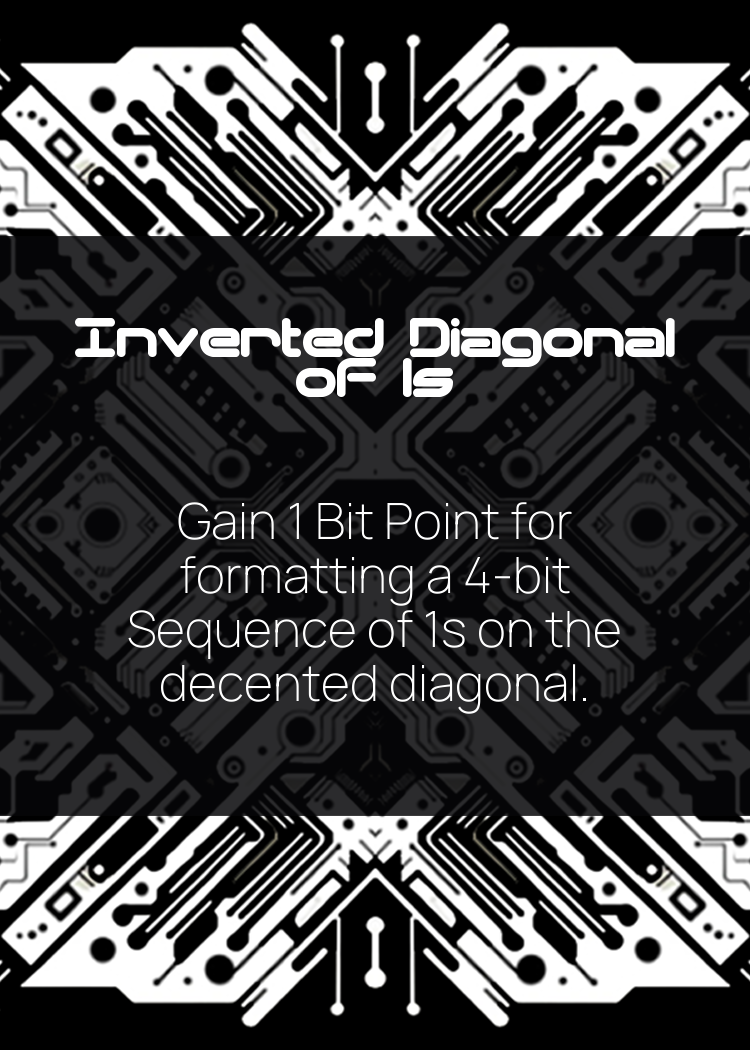 Inverted Diagonal
of 1s
Gain 1 Bit Point for
formatting a 4-bit
Sequence of 1s on the
decented diagonal.